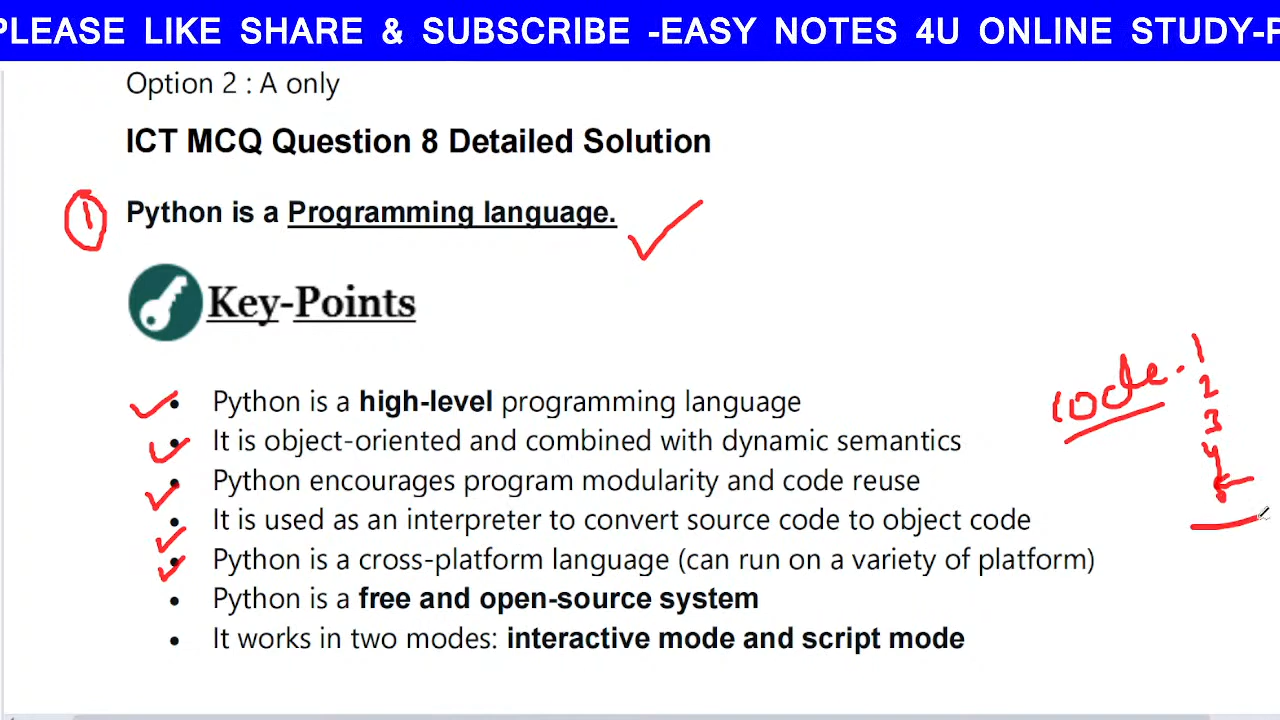 PLEASE LIKE SHARE & SUBSCRIBE -EASY NOTES 4U ONLINE STUDY-
Option 2 : A only
ICT MCQ Question 8 Detailed Solution
1
Python is a Programming language.
Key-Points
Python is a high-level programming language
It is object-oriented and combined with dynamic semantics
Python encourages program modularity and code reuse
It is used as an interpreter to convert source code to object code
Python is a cross-platform language (can run on a variety of platform)
Python is a free and open-source system
It works in two modes: interactive mode and script mode
code. 1
2
3
4